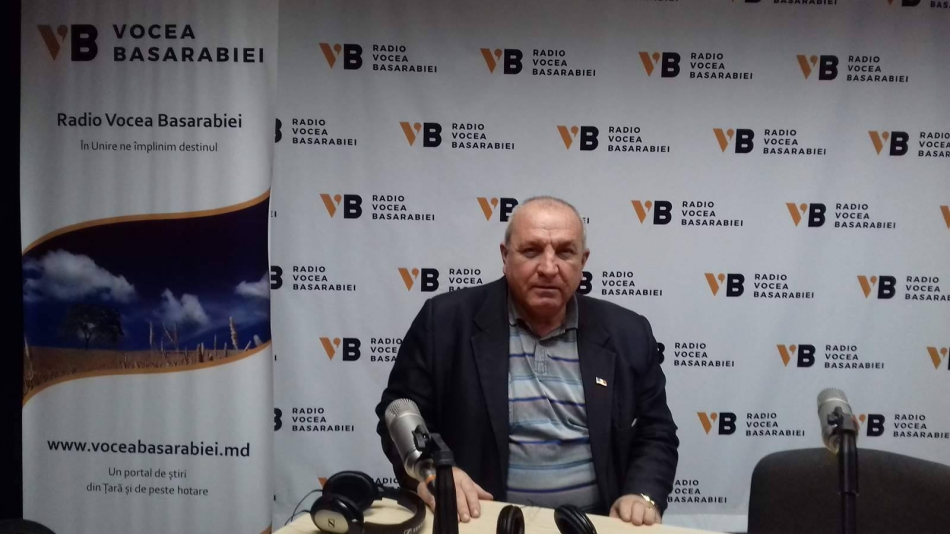 VB VOCEA
BASARABIEI
Radio Vocea Basarabiei
În Unire ne împlinim destinul
www.voceabasarabiei.md
Un portal de știri
din Țară și de peste hotare
VB RADIO
VOCEA
BASARABIEI
VB RADIO
VOCEA
BASARABIEI
VB RADIO
VOCEA
BASARABIEI
VB RADIO
VOCEA
BASARABIEI
RADIO
VOCEA
BASARABIEI
VB RADIO
VOCEA
BASARABIEI
VB RADIO
VOCEA
BASARABIEI
VB RADIO
VOCEA
BASARABIEI
VB RADIO
VOCEA
VB RADIO
VOCEA
BASARABIEI
VB
VB RADIO
VOCEA
BASARABIEI
VB RADIO
VOCEA
BASARABIEI
RADIO
VOCEA
BASARABIEI
VB
RADIO
VOCEA
BASARABIEI
VB RADIO
VOCEA
BASARABIEI
VB RADIO
VOCEA
VB
RADIO
VOCEA
BASARABIEI
VB RADIO
VOCEA
BASARABIEI
RADIO
VOCEA
BASARABIEI
VB RADIO
VOCEA
BASARABIEI
RADIO
VOCEA
BASARABIEI